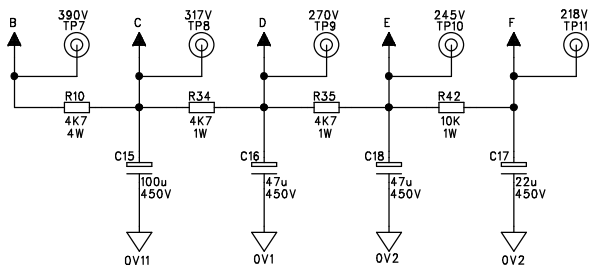 B
390V
TP7
C
317V
TP8
D
270V
TP9
E
245V
TP10
F
218V
TP11
R10
4K7
4W
R34
4K7
1W
R35
4K7
1W
R42
10K
1W
C15
100u
450V
C16
47u
450V
C18
47u
450V
C17
22u
450V
0V11
0V1
0V2
0V2